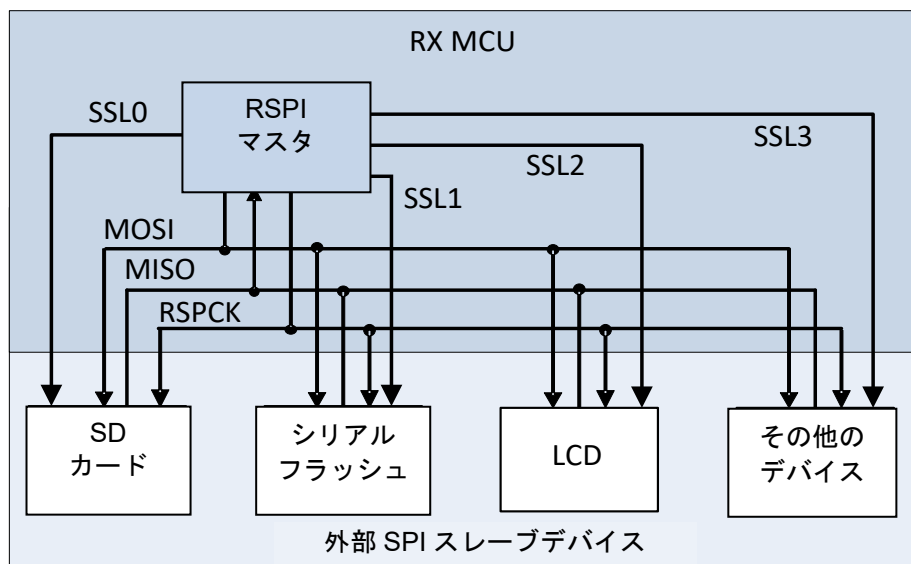 RX MCU
RSPI
マスタ
SSL0
SSL3
SSL2
SSL1
MOSI
MISO
RSPCK
SD
カード
シリアル
フラッシュ
LCD
その他の
デバイス
外部 SPI スレーブデバイス